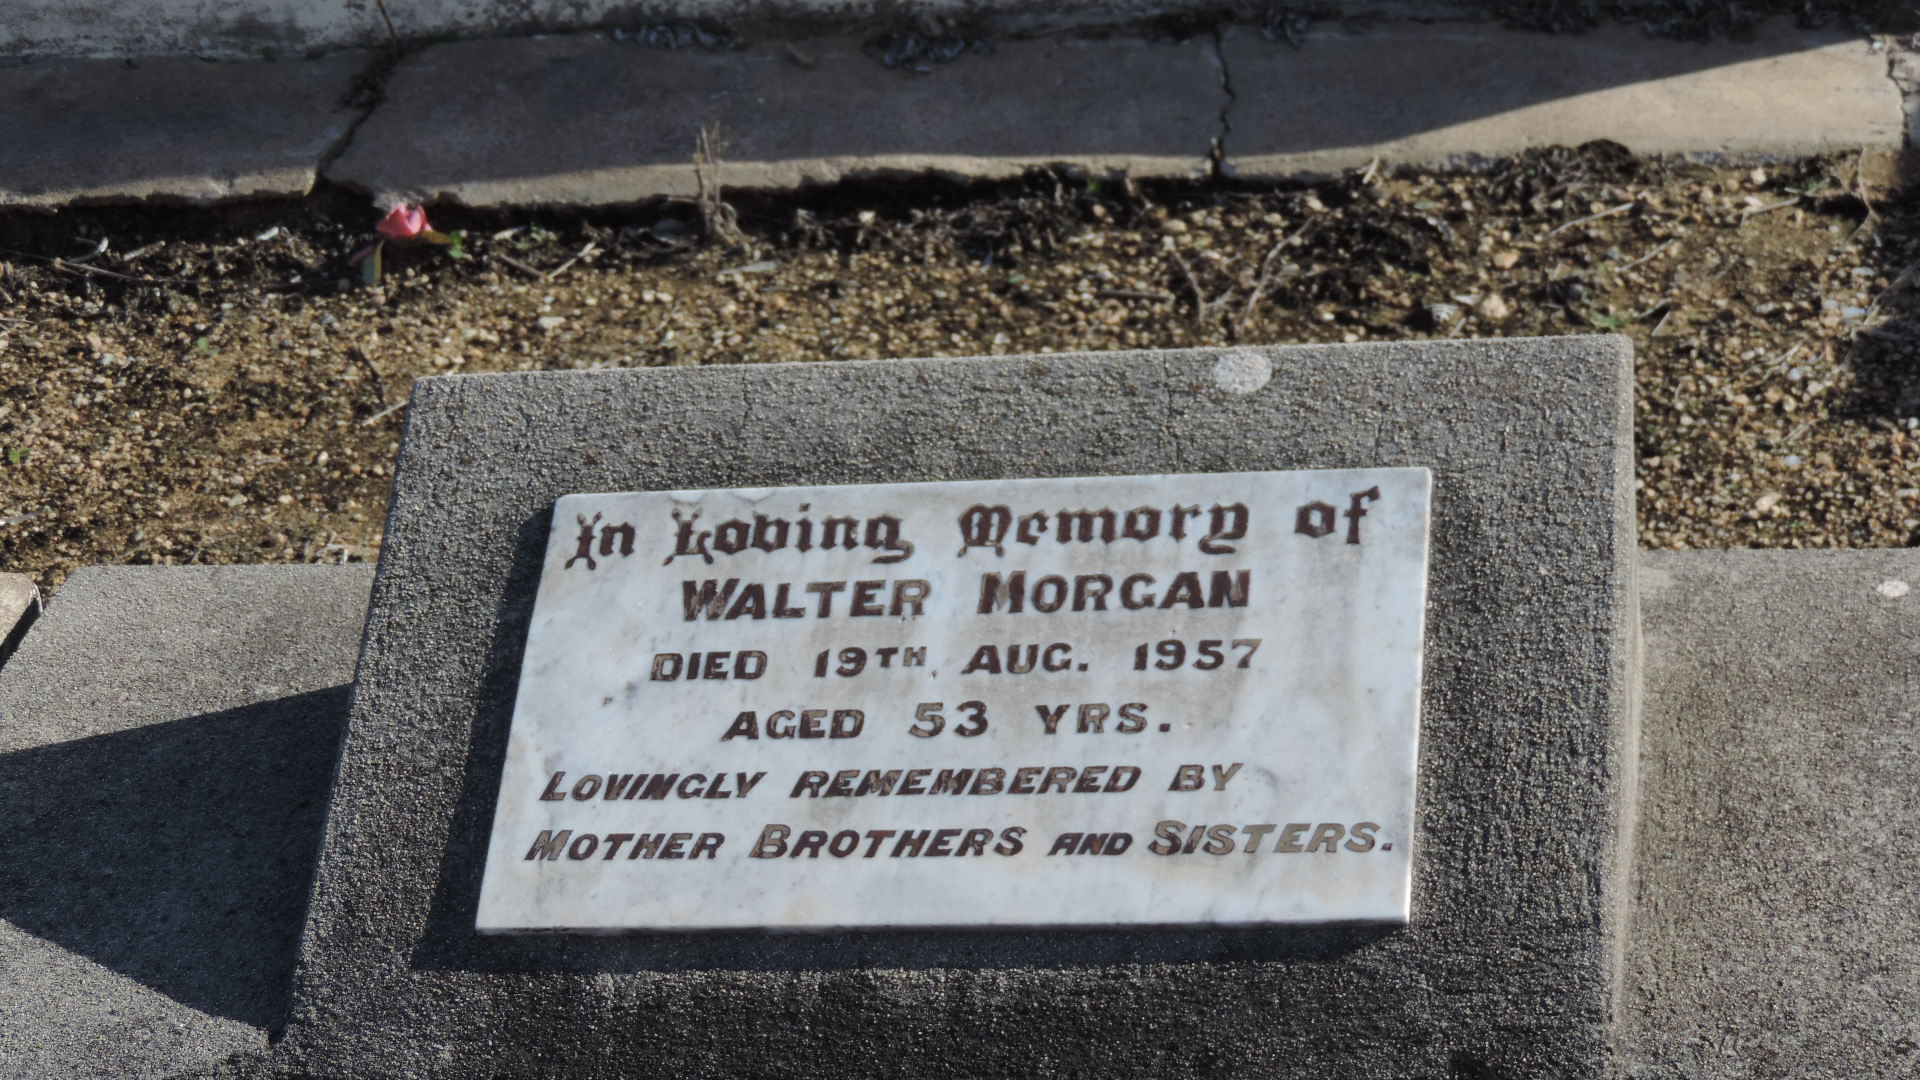 In Loving Memory of
WALTER MORGAN
DIED 19TH AUG. 1957
AGED 53 YRS.
LOVINGLY REMEMBERED BY
MOTHER BROTHERS AND SISTERS.